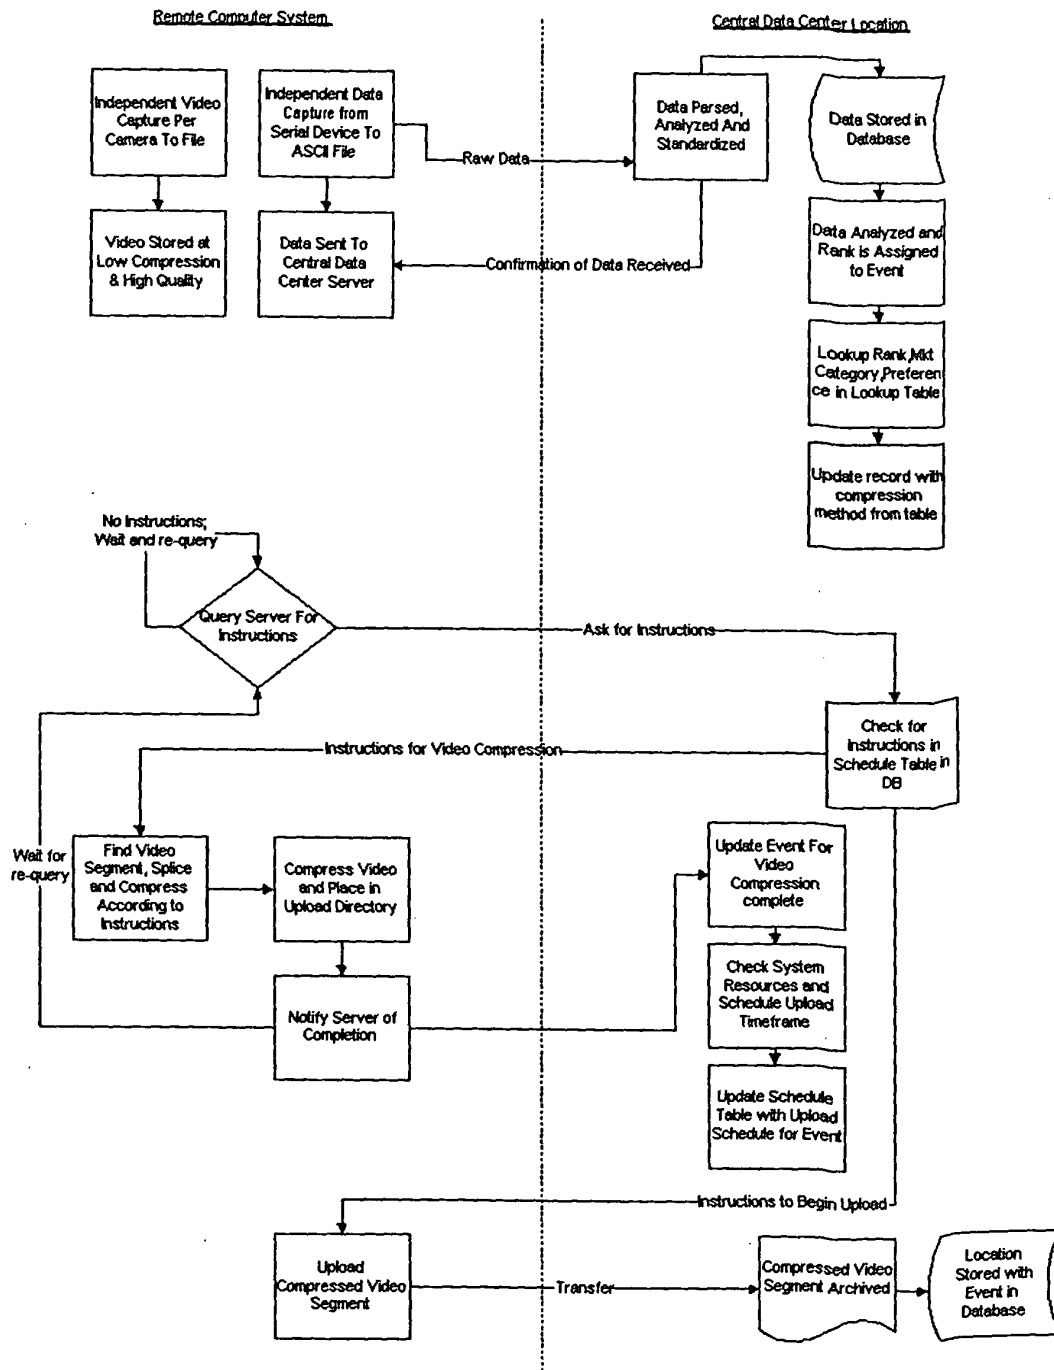 Remote Computer System
Central Data Center Location
Independent Video
Capture Per
Camera To File
Independent Data
Capture from
Serial Device To
ASCII File
Raw Data
Data Parsed,
Analyzed And
Standardized
Data Stored in
Database
Video Stored at
Low Compression
& High Quality
Data Sent To
Central Data
Center Server
Confirmation of Data Received
Data Analyzed and
Rank is Assigned
to Event
Lookup Rank,Mkt
Category,Preferen
ce in Lookup Table
Update record with
compression
method from table
No Instructions;
Wait and re-query
Query Server For
Instructions
Ask for Instructions
Check for
Instructions in
Schedule Table in
DB
Instructions for Video Compression
Wait for
re-query
Find Video
Segment, Splice
and Compress
According to
Instructions
Compress Video
and Place in
Upload Directory
Update Event For
Video
Compression
complete
Notify Server of
Completion
Check System
Resources and
Schedule Upload
Timeframe
Update Schedule
Table with Upload
Schedule for Event
Instructions to Begin Upload
Upload
Compressed Video
Segment
Transfer
Compressed Video
Segment Archived
Location
Stored with
Event in
Database